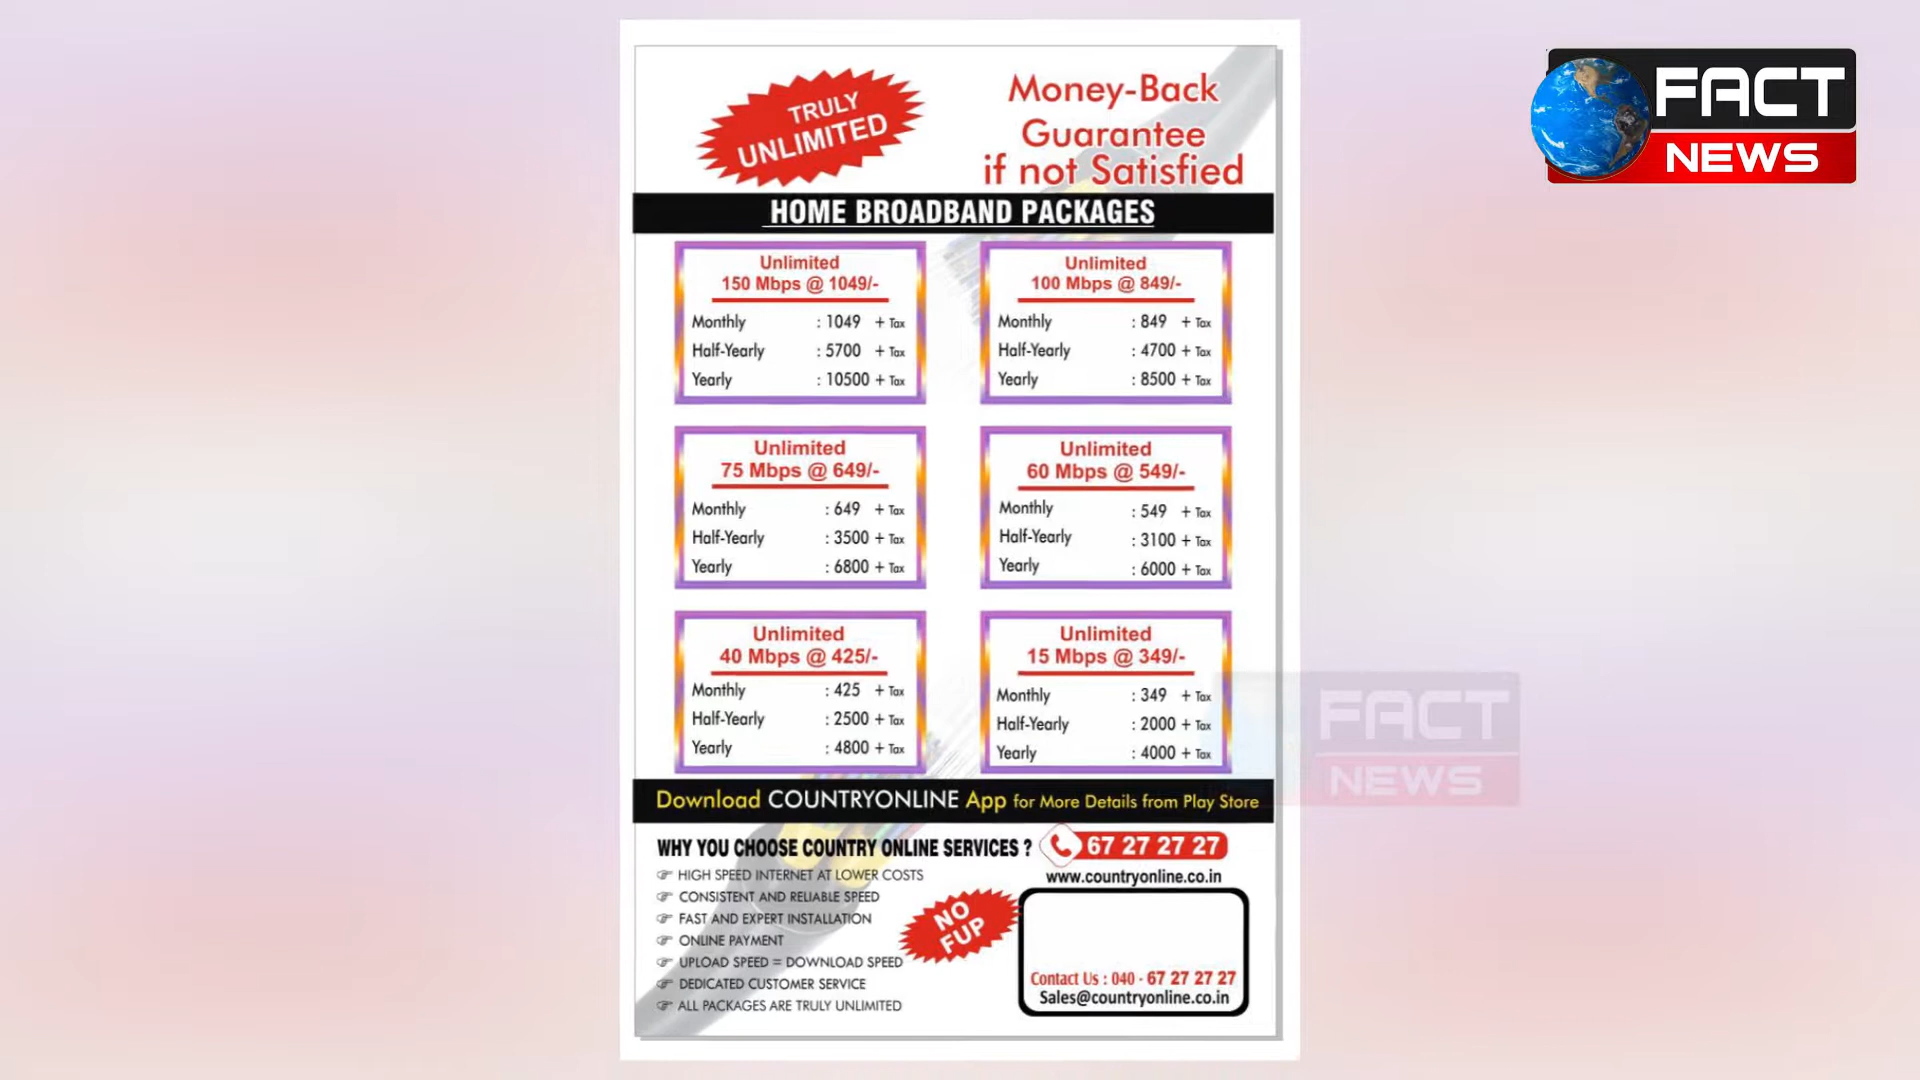 TRULY
UNLIMITED
Money-Back
Guarantee
if not Satisfied
FACT
NEWS
HOME BROADBAND PACKAGES
Unlimited
150 Mbps @ 1049/-
Monthly : 1049 + Tax
Half-Yearly : 5700 + Tax
Yearly : 10500 + Tax
Unlimited
100 Mbps @ 849/-
Monthly : 849 + Tax
Half-Yearly : 4700 + Tax
Yearly : 8500 + Tax
Unlimited
75 Mbps @ 649/-
Monthly : 649 + Tax
Half-Yearly : 3500 + Tax
Yearly : 6800 + Tax
Unlimited
60 Mbps @ 549/-
Monthly : 549 + Tax
Half-Yearly : 3100 + Tax
Yearly : 6000 + Tax
Unlimited
40 Mbps @ 425/-
Monthly : 425 + Tax
Half-Yearly : 2500 + Tax
Yearly : 4800 + Tax
Unlimited
15 Mbps @ 349/-
Monthly : 349 + Tax
Half-Yearly : 2000 + Tax
Yearly : 4000 + Tax
FACT
NEWS
Download COUNTRYONLINE App for More Details from Play Store
WHY YOU CHOOSE COUNTRY ONLINE SERVICES ?
HIGH SPEED INTERNET AT LOWER COSTS
CONSISTENT AND RELIABLE SPEED
FAST AND EXPERT INSTALLATION
ONLINE PAYMENT
UPLOAD SPEED = DOWNLOAD SPEED
DEDICATED CUSTOMER SERVICE
ALL PACKAGES ARE TRULY UNLIMITED
NO
FUP
67 27 27 27
www.countryonline.co.in
Contact Us : 040 - 67 27 27 27
Sales@countryonline.co.in